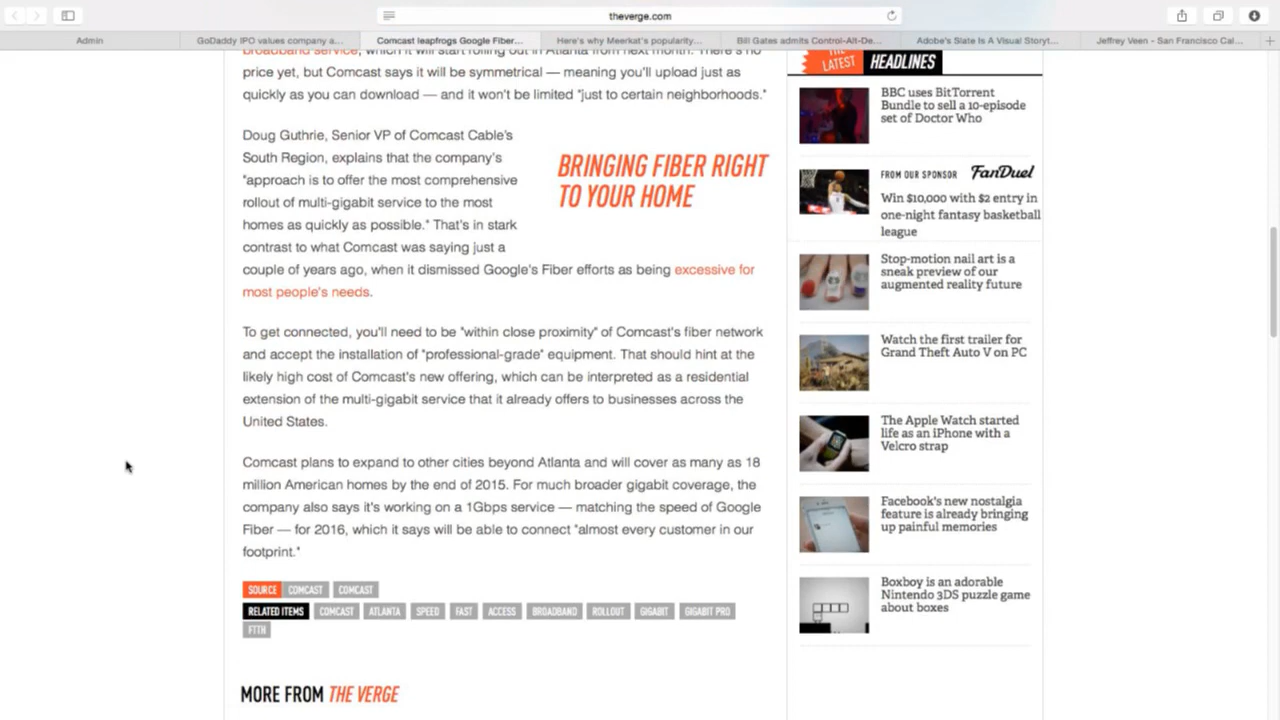 theverge.com
Admin
GoDaddy IPO values company a...
Comcast leapfrogs Google Fiber...
Here's why Meerkat's popularity...
Bill Gates admits Control-Alt-De...
Adobe's Slate Is A Visual Storyt...
Jeffrey Veen - San Francisco Cal...
broadband service, which it will start rolling out in Atlanta from next month. There's no
price yet, but Comcast says it will be symmetrical — meaning you'll upload just as
quickly as you can download — and it won't be limited "just to certain neighborhoods."
Doug Guthrie, Senior VP of Comcast Cable's
South Region, explains that the company's
"approach is to offer the most comprehensive
rollout of multi-gigabit service to the most
homes as quickly as possible." That's in stark
contrast to what Comcast was saying just a
couple of years ago, when it dismissed Google's Fiber efforts as being excessive for
most people's needs.
BRINGING FIBER RIGHT
TO YOUR HOME
To get connected, you'll need to be "within close proximity" of Comcast's fiber network
and accept the installation of "professional-grade" equipment. That should hint at the
likely high cost of Comcast's new offering, which can be interpreted as a residential
extension of the multi-gigabit service that it already offers to businesses across the
United States.
Comcast plans to expand to other cities beyond Atlanta and will cover as many as 18
million American homes by the end of 2015. For much broader gigabit coverage, the
company also says it's working on a 1Gbps service — matching the speed of Google
Fiber — for 2016, which it says will be able to connect "almost every customer in our
footprint."
SOURCE COMCAST COMCAST
RELATED ITEMS COMCAST ATLANTA SPEED FAST ACCESS BROADBAND ROLLOUT GIGABIT GIGABIT PRO
FTTH
MORE FROM THE VERGE
THE LATEST HEADLINES
BBC uses BitTorrent
Bundle to sell a 10-episode
set of Doctor Who
FROM OUR SPONSOR FanDuel
Win $10,000 with $2 entry in
one-night fantasy basketball
league
Stop-motion nail art is a
sneak preview of our
augmented reality future
Watch the first trailer for
Grand Theft Auto V on PC
The Apple Watch started
life as an iPhone with a
Velcro strap
Facebook's new nostalgia
feature is already bringing
up painful memories
Boxboy is an adorable
Nintendo 3DS puzzle game
about boxes